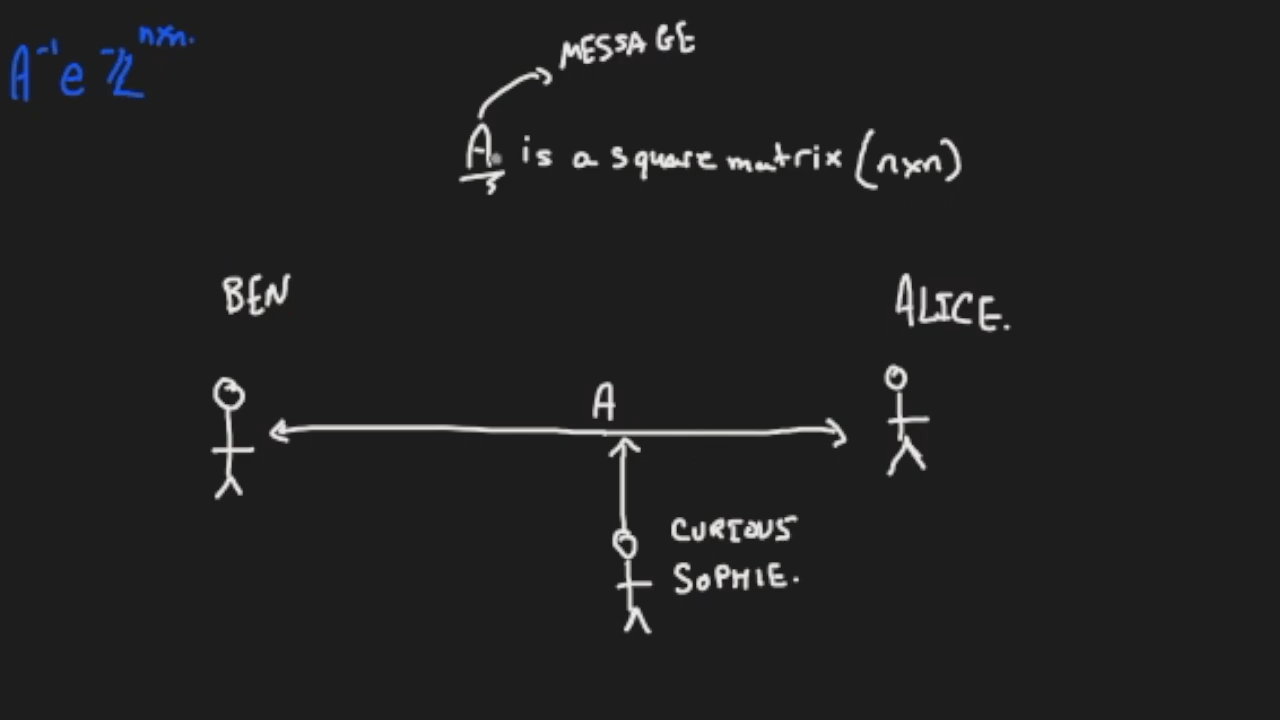 A⁻¹ e ℤⁿˣⁿ.
MESSAGE
A is a square matrix (nxn)
BEN
ALICE.
A
CURIOUS
SOPHIE.